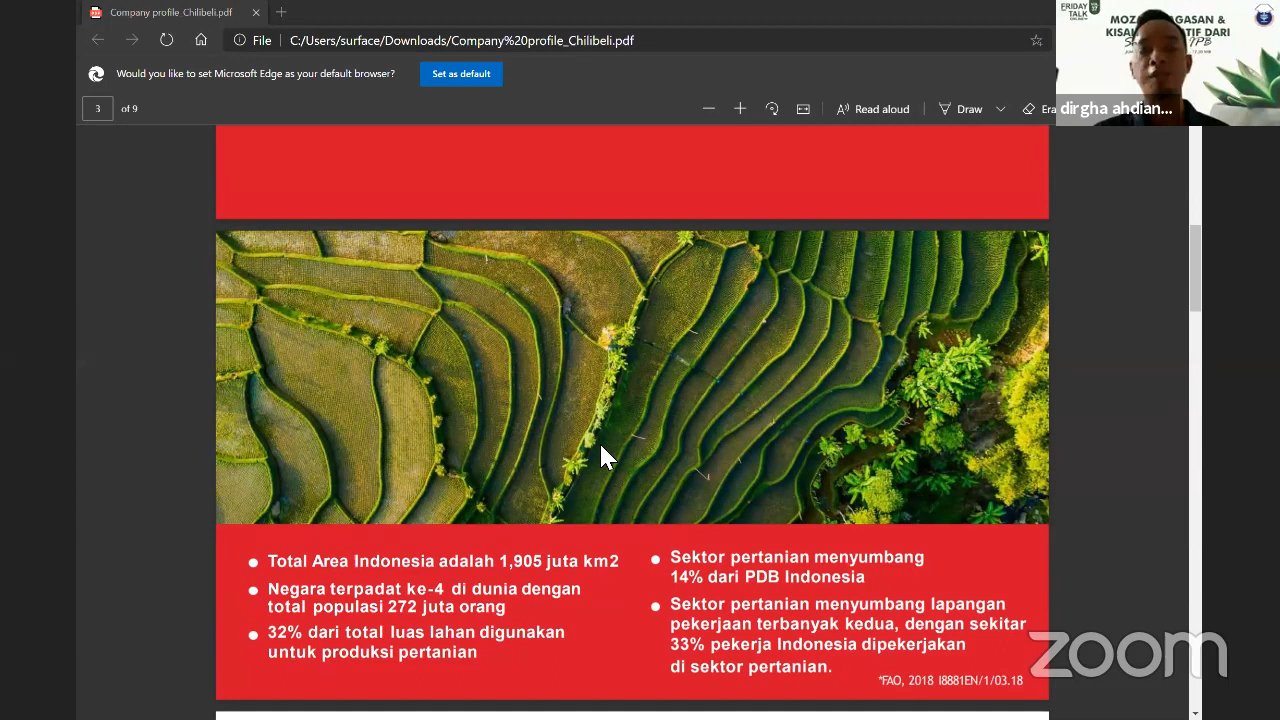 Company profile_Chilibeli.pdf
File C:/Users/surface/Downloads/Company%20profile_Chilibeli.pdf
Would you like to set Microsoft Edge as your default browser? Set as default
3 of 9 Read aloud Draw Era
FRIDAY
TALK
dirgha ahdian...
Total Area Indonesia adalah 1,905 juta km2
Negara terpadat ke-4 di dunia dengan
total populasi 272 juta orang
32% dari total luas lahan digunakan
untuk produksi pertanian
Sektor pertanian menyumbang
14% dari PDB Indonesia
Sektor pertanian menyumbang lapangan
pekerjaan terbanyak kedua, dengan sekitar
33% pekerja Indonesia dipekerjakan
di sektor pertanian.
*FAO, 2018 I8881EN/1/03.18
zoom